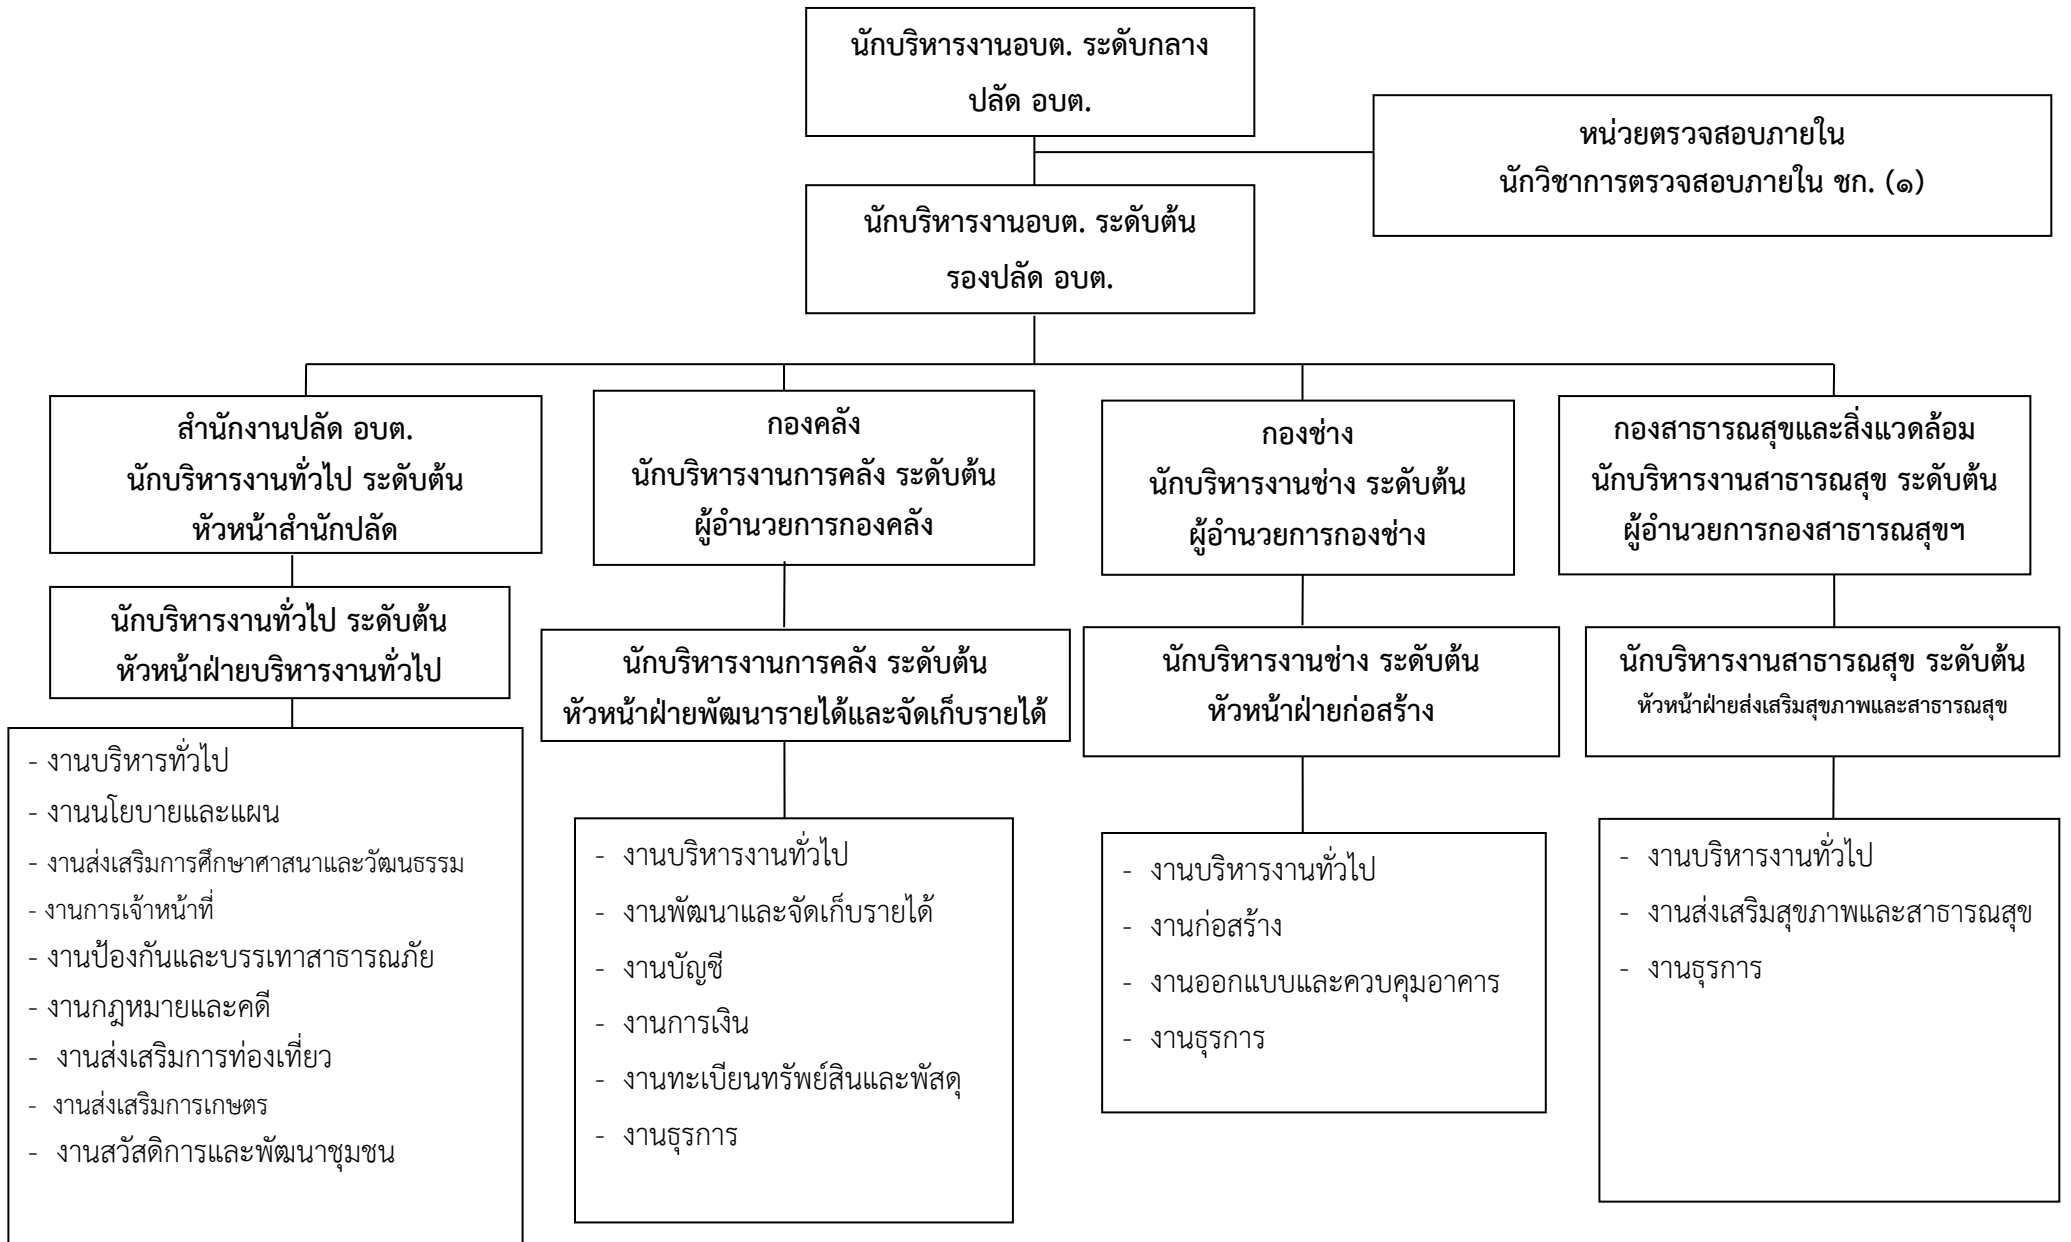 นักบริหารงานอบต. ระดับกลาง
ปลัด อบต.
หน่วยตรวจสอบภายใน
นักวิชาการตรวจสอบภายใน ชก. (๑)
นักบริหารงานอบต. ระดับต้น
รองปลัด อบต.
สำนักงานปลัด อบต.
นักบริหารงานทั่วไป ระดับต้น
หัวหน้าสำนักปลัด
นักบริหารงานทั่วไป ระดับต้น
หัวหน้าฝ่ายบริหารงานทั่วไป
- งานบริหารทั่วไป
- งานนโยบายและแผน
- งานส่งเสริมการศึกษาศาสนาและวัฒนธรรม
- งานการเจ้าหน้าที่
- งานป้องกันและบรรเทาสาธารณภัย
- งานกฎหมายและคดี
- งานส่งเสริมการท่องเที่ยว
- งานส่งเสริมการเกษตร
- งานสวัสดิการและพัฒนาชุมชน
กองคลัง
นักบริหารงานการคลัง ระดับต้น
ผู้อำนวยการกองคลัง
นักบริหารงานการคลัง ระดับต้น
หัวหน้าฝ่ายพัฒนารายได้และจัดเก็บรายได้
- งานบริหารงานทั่วไป
- งานพัฒนาและจัดเก็บรายได้
- งานบัญชี
- งานการเงิน
- งานทะเบียนทรัพย์สินและพัสดุ
- งานธุรการ
กองช่าง
นักบริหารงานช่าง ระดับต้น
ผู้อำนวยการกองช่าง
นักบริหารงานช่าง ระดับต้น
หัวหน้าฝ่ายก่อสร้าง
- งานบริหารงานทั่วไป
- งานก่อสร้าง
- งานออกแบบและควบคุมอาคาร
- งานธุรการ
กองสาธารณสุขและสิ่งแวดล้อม
นักบริหารงานสาธารณสุข ระดับต้น
ผู้อำนวยการกองสาธารณสุขฯ
นักบริหารงานสาธารณสุข ระดับต้น
หัวหน้าฝ่ายส่งเสริมสุขภาพและสาธารณสุข
- งานบริหารงานทั่วไป
- งานส่งเสริมสุขภาพและสาธารณสุข
- งานธุรการ